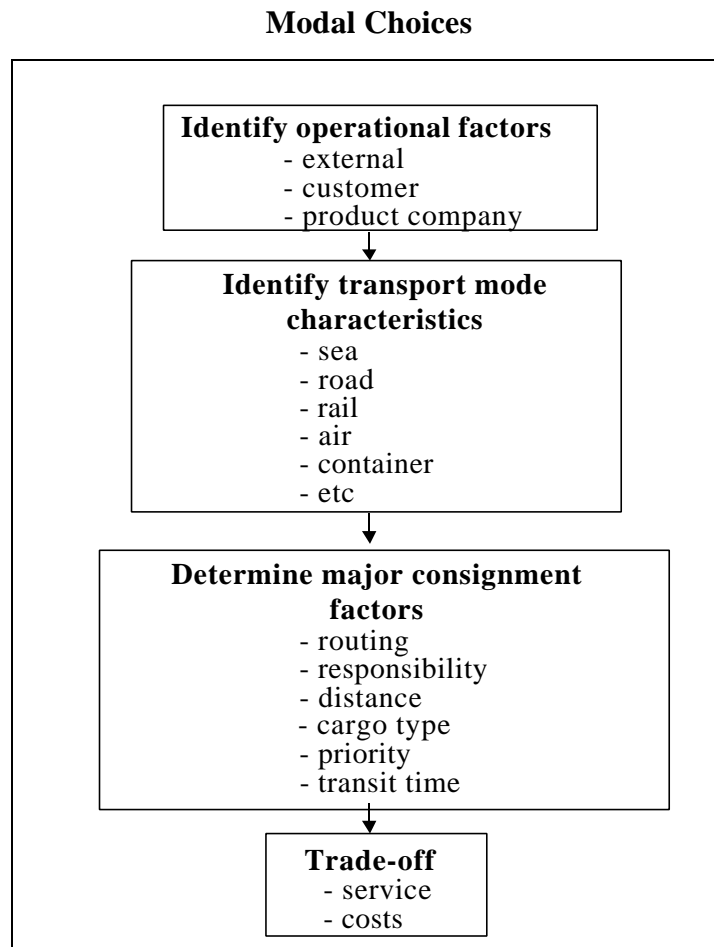 Modal Choices
Identify operational factors
- external
- customer
- product company
Identify transport mode
characteristics
- sea
- road
- rail
- air
- container
- etc
Determine major consignment
factors
- routing
- responsibility
- distance
- cargo type
- priority
- transit time
Trade-off
- service
- costs